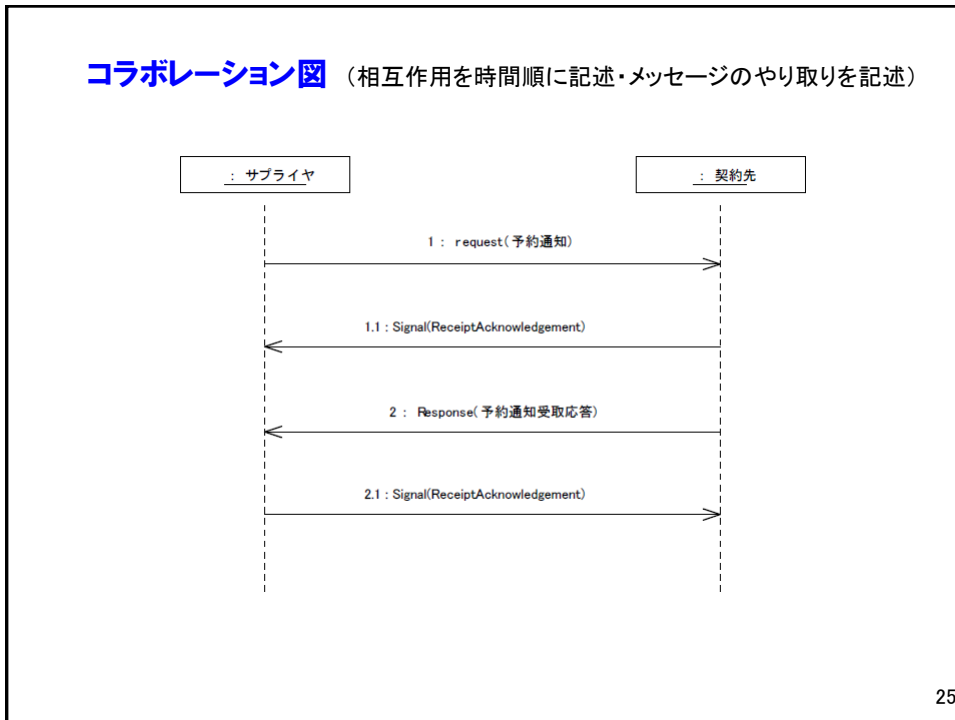 コラボレーション図 （相互作用を時間順に記述・メッセージのやり取りを記述）
： サプライヤ
： 契約先
1 ： request(予約通知)
1.1 : Signal(ReceiptAcknowledgement)
2 ： Response(予約通知受取応答)
2.1 : Signal(ReceiptAcknowledgement)
25